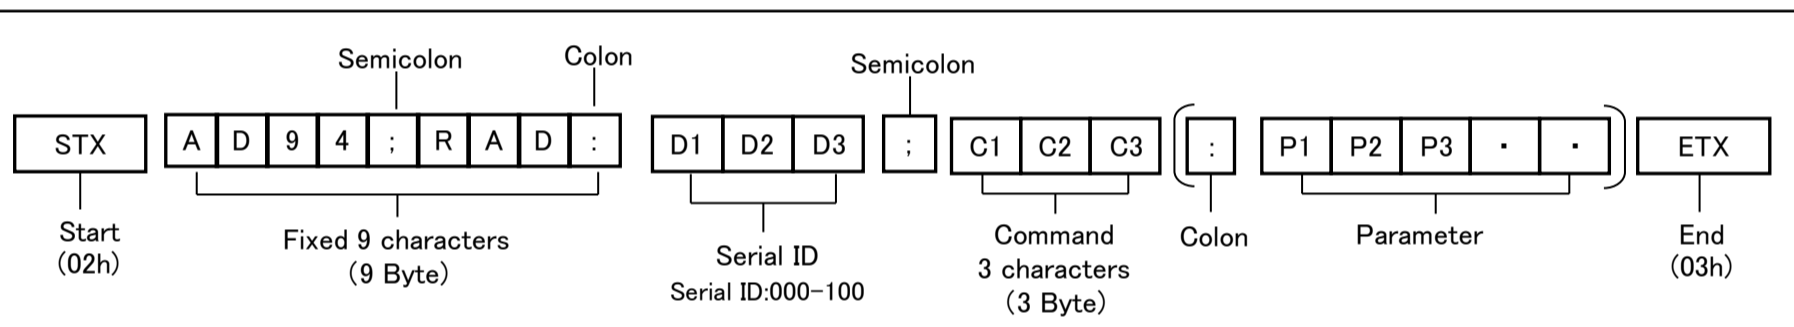 Semicolon Colon Semicolon
STX A D 9 4 ; R A D : D1 D2 D3 ; C1 C2 C3 ( : P1 P2 P3 ・ ・ ) ETX
Start
(02h)
Fixed 9 characters
(9 Byte)
Serial ID
Serial ID:000-100
Command
3 characters
(3 Byte)
Colon
Parameter
End
(03h)